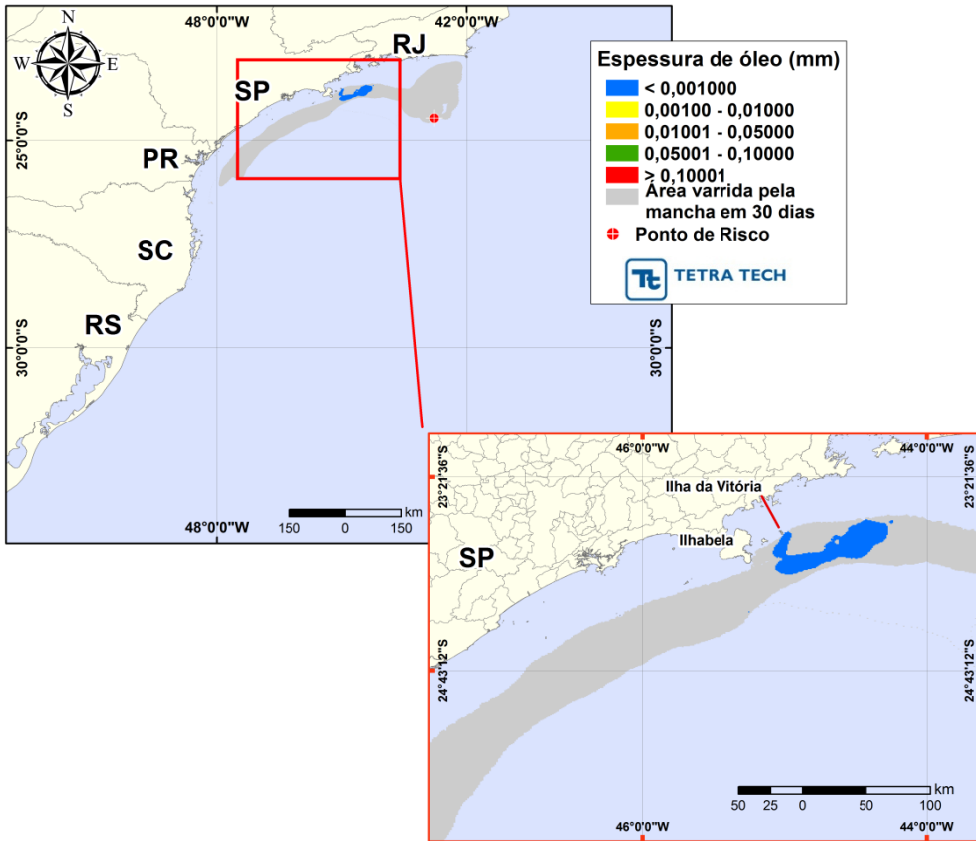 48°0'0"W
42°0'0"W
N
W
E
S
RJ
SP
25°0'0"S
PR
SC
RS
30°0'0"S
30°0'0"S
48°0'0"W
150
0
150
km
Espessura de óleo (mm)
< 0,001000
0,00100 - 0,01000
0,01001 - 0,05000
0,05001 - 0,10000
> 0,10001
Área varrida pela
mancha em 30 dias
Ponto de Risco
Tt
TETRA TECH
46°0'0"W
44°0'0"W
23°21'36"S
23°21'36"S
Ilha da Vitória
Ilhabela
SP
24°43'12"S
24°43'12"S
50
25
0
50
100
km
46°0'0"W
44°0'0"W